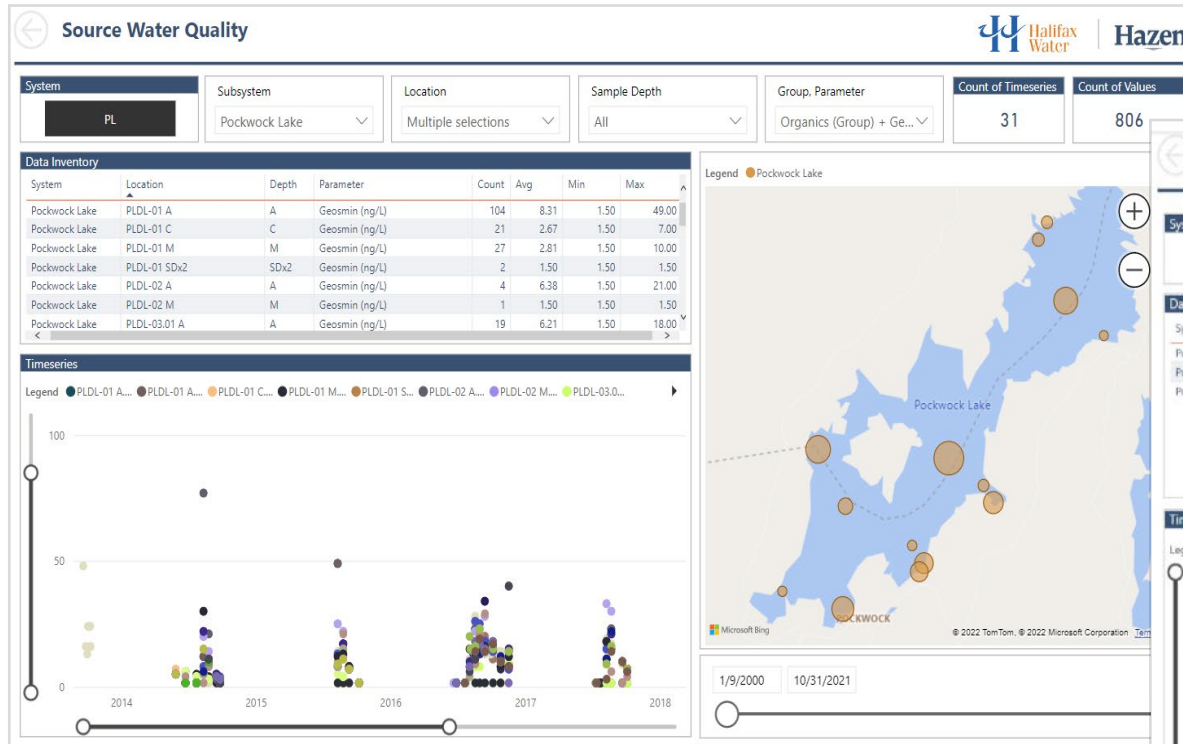 Source Water Quality
Halifax
Water
Hazen
System
PL
Subsystem
Pockwock Lake
Location
Multiple selections
Sample Depth
All
Group, Parameter
Organics (Group) + Ge...
Count of Timeseries
31
Count of Values
806
Data Inventory
System Location Depth Parameter Count Avg Min Max
Pockwock Lake PLDL-01 A A Geosmin (ng/L) 104 8.31 1.50 49.00
Pockwock Lake PLDL-01 C C Geosmin (ng/L) 21 2.67 1.50 7.00
Pockwock Lake PLDL-01 M M Geosmin (ng/L) 27 2.81 1.50 10.00
Pockwock Lake PLDL-01 SDx2 SDx2 Geosmin (ng/L) 2 1.50 1.50 1.50
Pockwock Lake PLDL-02 A A Geosmin (ng/L) 4 6.38 1.50 21.00
Pockwock Lake PLDL-02 M M Geosmin (ng/L) 1 1.50 1.50 1.50
Pockwock Lake PLDL-03.01 A A Geosmin (ng/L) 19 6.21 1.50 18.00
Timeseries
Legend PLDL-01 A... PLDL-01 A... PLDL-01 C... PLDL-01 M... PLDL-01 S... PLDL-02 A... PLDL-02 M... PLDL-03.0...
100
50
0
2014 2015 2016 2017 2018
Legend Pockwock Lake
Pockwock Lake
Microsoft Bing
© 2022 TomTom, © 2022 Microsoft Corporation
1/9/2000 10/31/2021